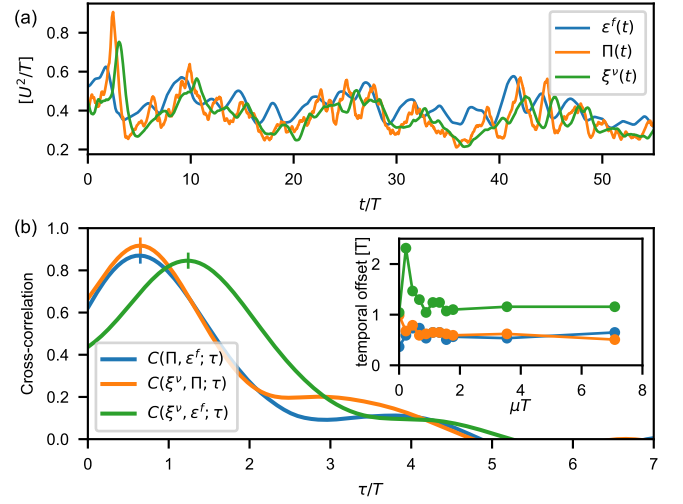 (a)
[U²/T]
0.8
0.6
0.4
0.2
εᶠ(t)
Π(t)
ξᵛ(t)
0
10
20
30
40
50
t/T
(b)
Cross-correlation
1.0
0.8
0.6
0.4
0.2
0.0
C(Π, εᶠ; τ)
C(ξᵛ, Π; τ)
C(ξᵛ, εᶠ; τ)
temporal offset [T]
2
1
0
0
2
4
6
8
μT
0
1
2
3
4
5
6
7
τ/T